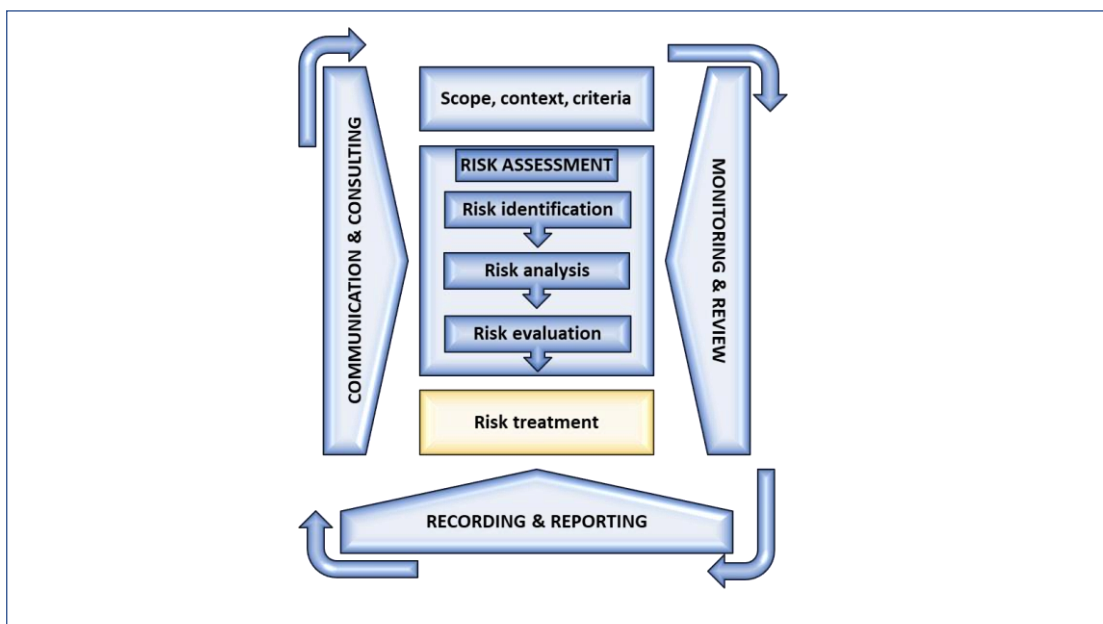 Scope, context, criteria
RISK ASSESSMENT
Risk identification
Risk analysis
Risk evaluation
Risk treatment
COMMUNICATION & CONSULTING
MONITORING & REVIEW
RECORDING & REPORTING